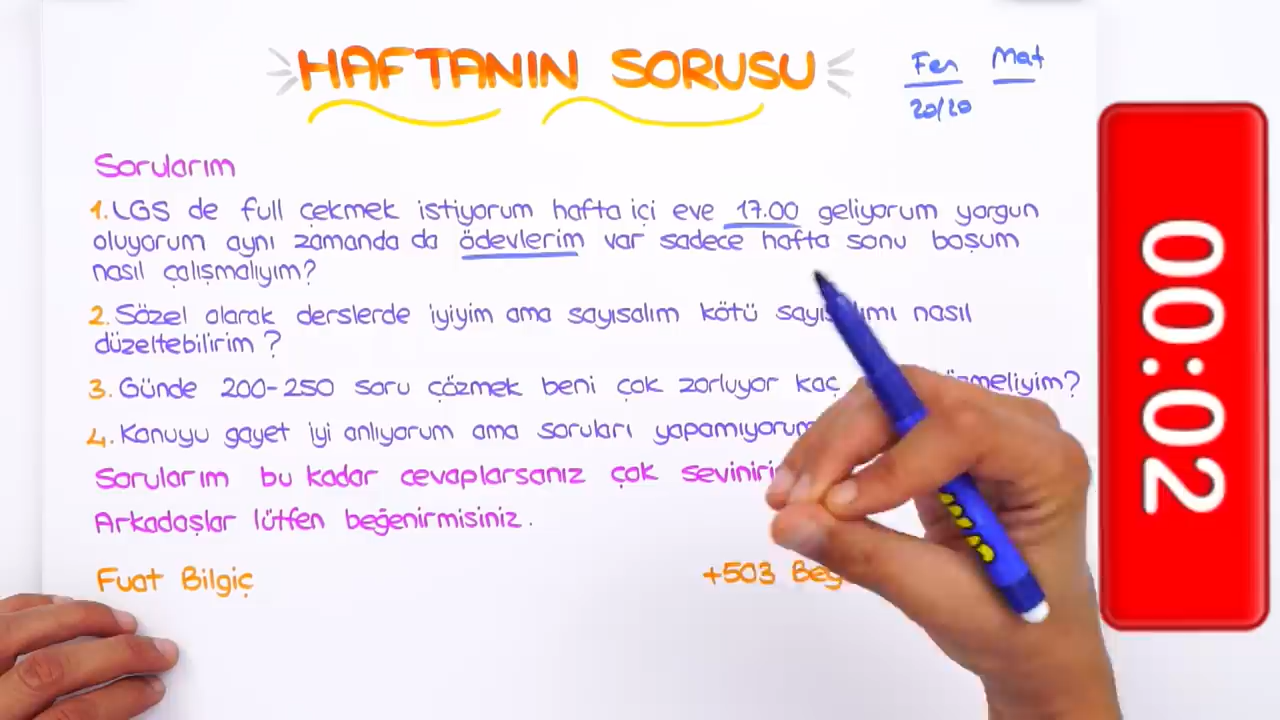 HAFTANIN SORUSU
Fen Mat
20/20
Sorularım
1. LGS de full çekmek istiyorum hafta içi eve 17.00 geliyorum yorgun
oluyorum aynı zamanda da ödevlerim var sadece hafta sonu boşum
nasıl çalışmalıyım?
2. Sözel olarak derslerde iyiyim ama sayısalım kötü nasıl
düzeltebilirim ?
3. Günde 200-250 soru çözmek beni çok zorluyor kaç
4. Konuyu gayet iyi anlıyorum ama soruları yapamıyorum
Sorularım bu kadar cevaplarsanız çok
Arkadaşlar lütfen beğenirmisiniz.
Fuat Bilgiç
+503
00:02